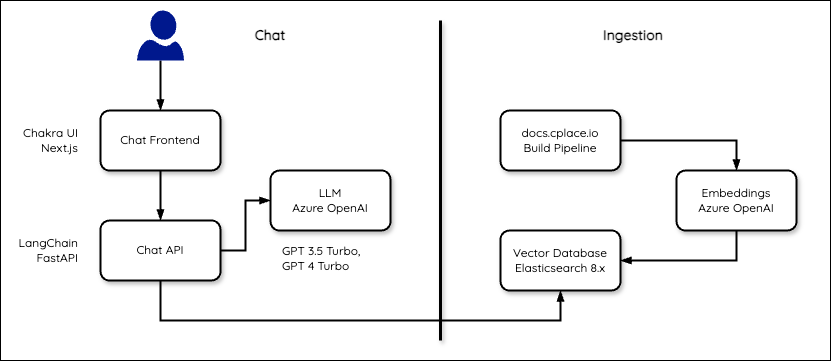 Chat
Ingestion
Chakra UI
Next.js
Chat Frontend
docs.cplace.io
Build Pipeline
LLM
Azure OpenAI
Embeddings
Azure OpenAI
LangChain
FastAPI
Chat API
GPT 3.5 Turbo,
GPT 4 Turbo
Vector Database
Elasticsearch 8.x